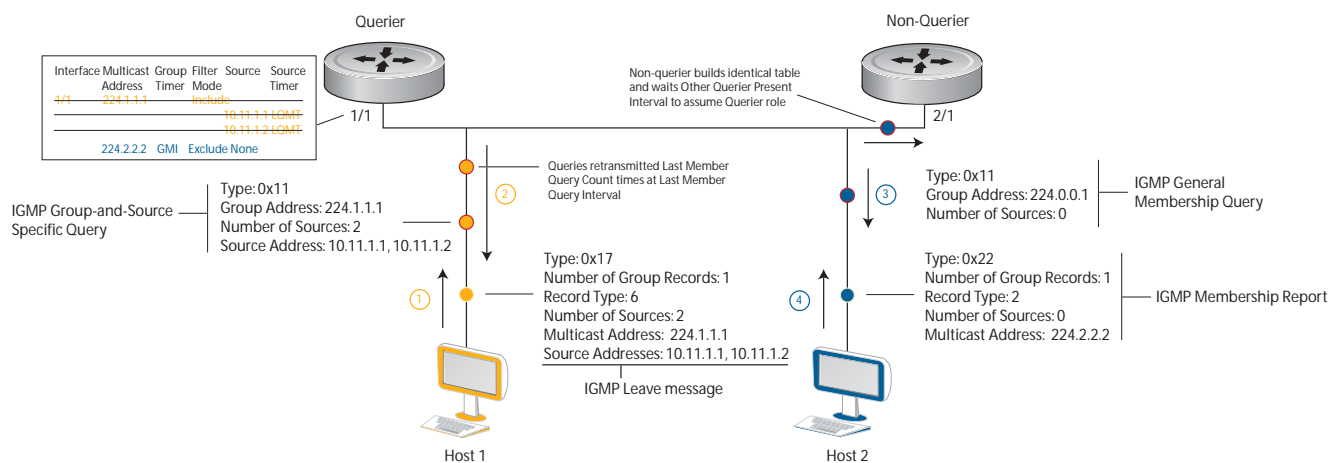 Querier
Non-Querier
Interface Multicast Group Filter Source Source
Address Timer Mode Timer
1/1 224.1.1.1 Include
10.11.1.1 LQMT
10.11.1.2 LQMT
224.2.2.2 GMI Exclude None
1/1
2/1
Non-querier builds identical table
and waits Other Querier Present
Interval to assume Querier role
Queries retransmitted Last Member
Query Count times at Last Member
Query Interval
2
3
IGMP Group-and-Source
Specific Query
Type: 0x11
Group Address: 224.1.1.1
Number of Sources: 2
Source Address: 10.11.1.1, 10.11.1.2
Type: 0x11
Group Address: 224.0.0.1
Number of Sources: 0
IGMP General
Membership Query
1
Type: 0x17
Number of Group Records: 1
Record Type: 6
Number of Sources: 2
Multicast Address: 224.1.1.1
Source Addresses: 10.11.1.1, 10.11.1.2
IGMP Leave message
4
Type: 0x22
Number of Group Records: 1
Record Type: 2
Number of Sources: 0
Multicast Address: 224.2.2.2
IGMP Membership Report
Host 1
Host 2